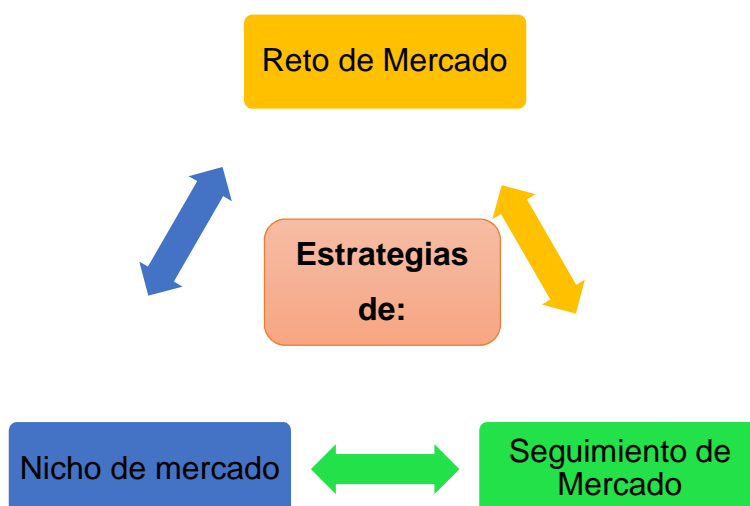 Reto de Mercado
Estrategias
de:
Nicho de mercado
Seguimiento de
Mercado